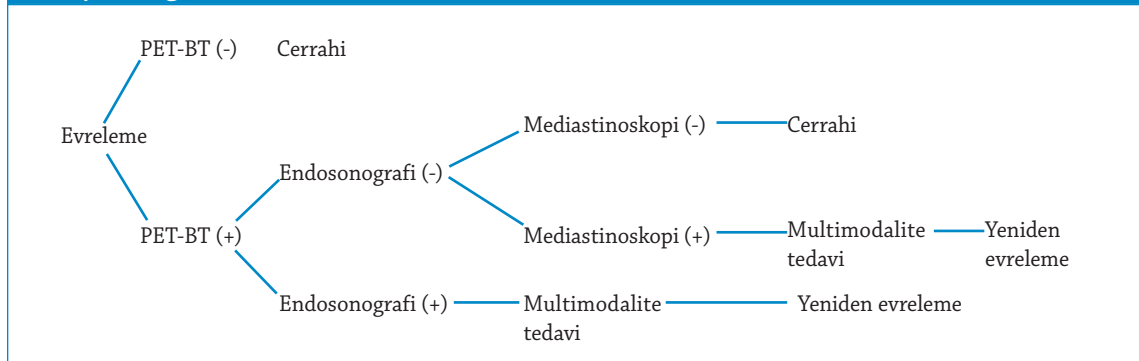 PET-BT (-) Cerrahi
Evreleme
Mediastinoskopi (-) Cerrahi
Endosonografi (-)
PET-BT (+)
Mediastinoskopi (+) Multimodalite tedavi Yeniden evreleme
Endosonografi (+) Multimodalite tedavi Yeniden evreleme